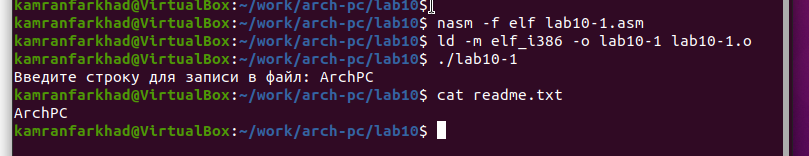 kamranfarkhad@VirtualBox:~/work/arch-pc/lab10$
kamranfarkhad@VirtualBox:~/work/arch-pc/lab10$ nasm -f elf lab10-1.asm
kamranfarkhad@VirtualBox:~/work/arch-pc/lab10$ ld -m elf_i386 -o lab10-1 lab10-1.o
kamranfarkhad@VirtualBox:~/work/arch-pc/lab10$ ./lab10-1
Введите строку для записи в файл: ArchPC
kamranfarkhad@VirtualBox:~/work/arch-pc/lab10$ cat readme.txt
ArchPC
kamranfarkhad@VirtualBox:~/work/arch-pc/lab10$